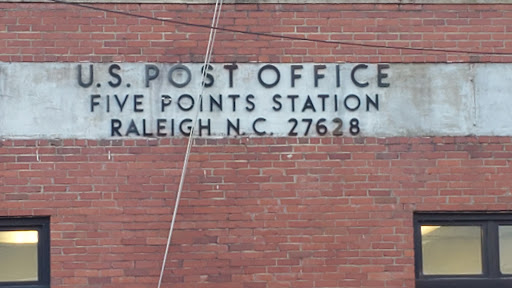 U.S. POST OFFICE
FIVE POINTS STATION
RALEIGH N.C. 27628